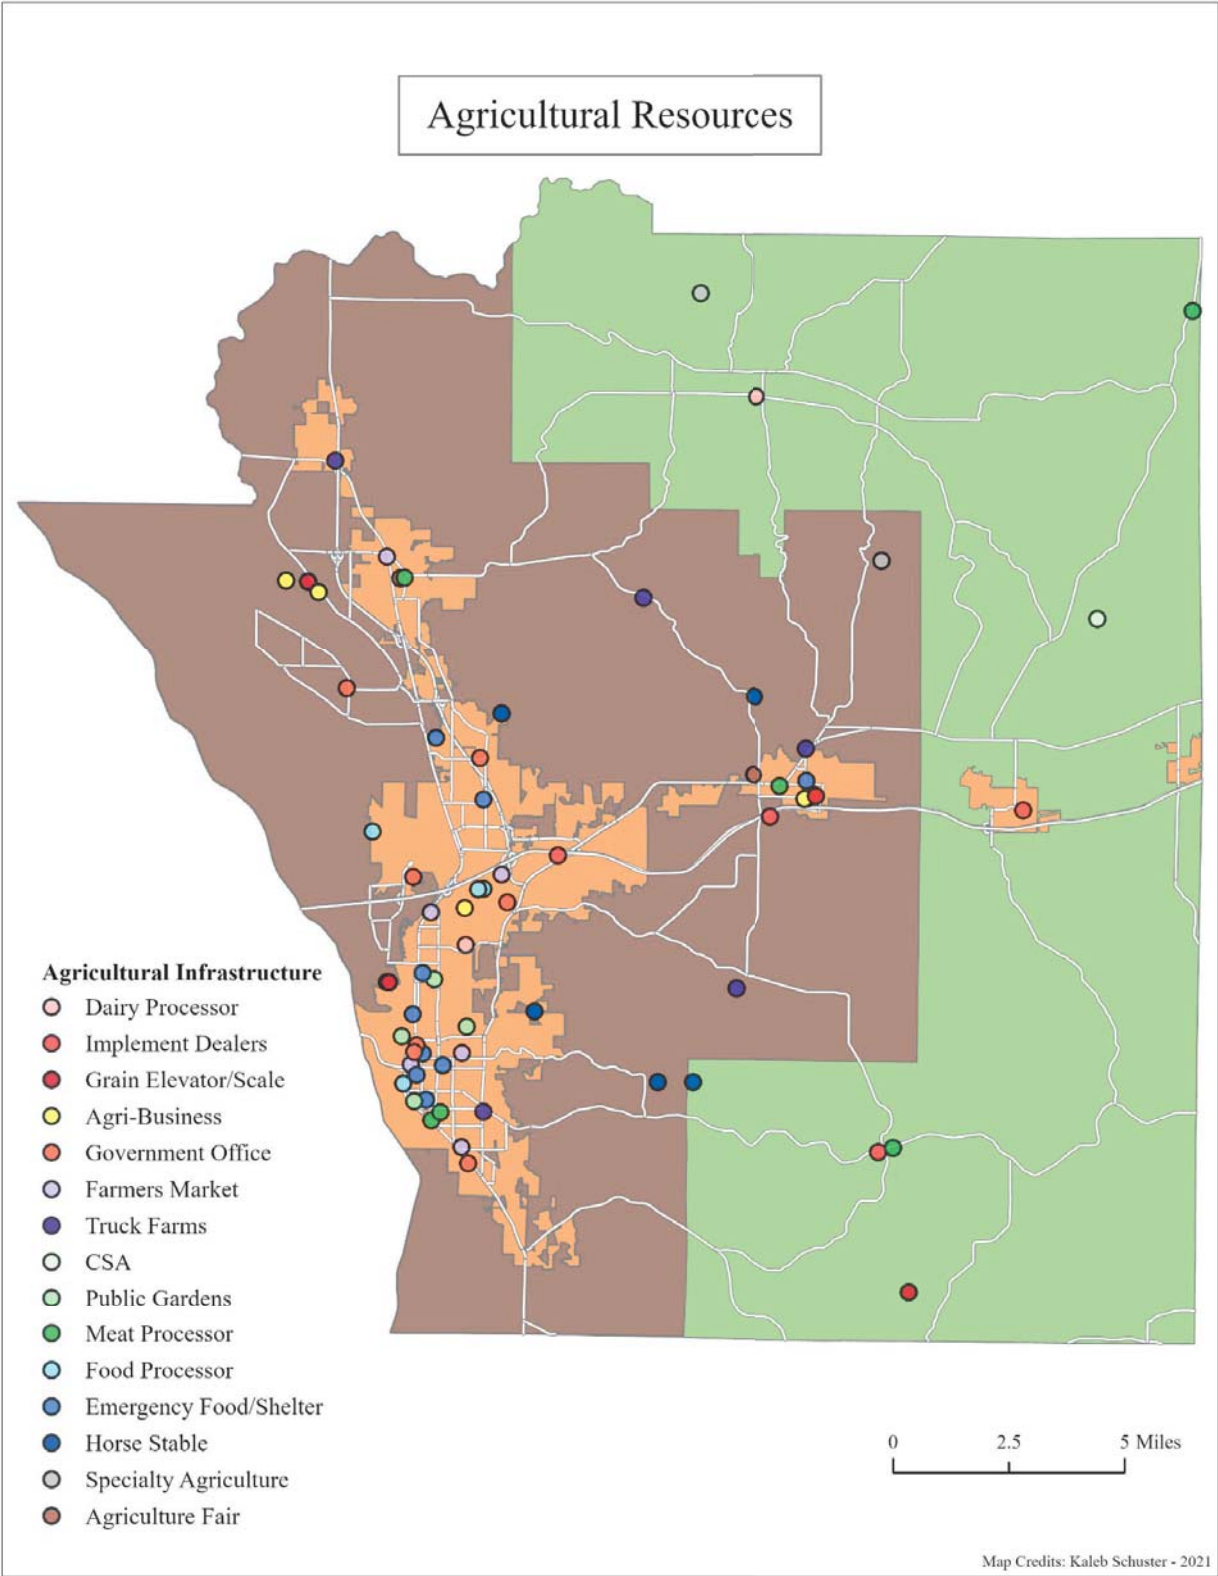 Agricultural Resources
Agricultural Infrastructure
Dairy Processor
Implement Dealers
Grain Elevator/Scale
Agri-Business
Government Office
Farmers Market
Truck Farms
CSA
Public Gardens
Meat Processor
Food Processor
Emergency Food/Shelter
Horse Stable
Specialty Agriculture
Agriculture Fair
0 2.5 5 Miles
Map Credits: Kaleb Schuster - 2021